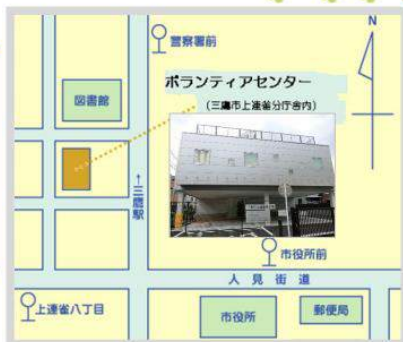 N
警察署前
ボランティアセンター
（三鷹市上連雀分庁舎内）
図書館
↑三鷹駅
市役所前
人見街道
上連雀八丁目
市役所
郵便局